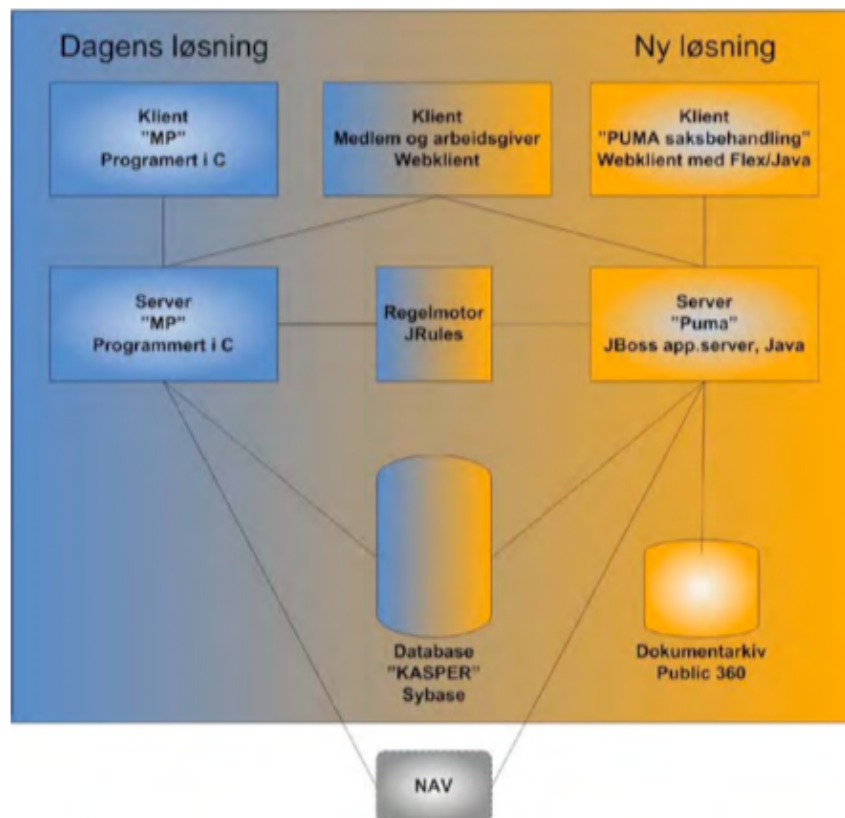 Dagens løsning
Ny løsning
Klient
"MP"
Programert i C
Klient
Medlem og arbeidsgiver
Webklient
Klient
"PUMA saksbehandling"
Webklient med Flex/Java
Server
"MP"
Programmert i C
Regelmotor
JRules
Server
"Puma"
JBoss app.server, Java
Database
"KASPER"
Sybase
Dokumentarkiv
Public 360
NAV